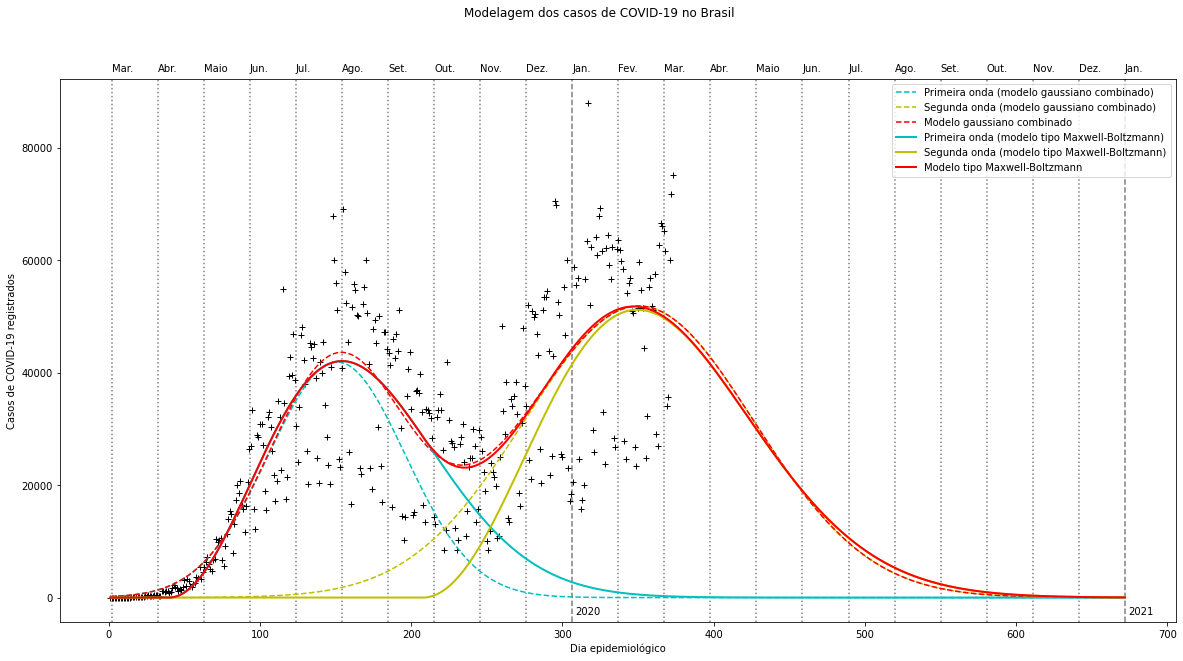 Modelagem dos casos de COVID-19 no Brasil
Mar. Abr. Maio Jun. Jul. Ago. Set. Out. Nov. Dez. Jan. Fev. Mar. Abr. Maio Jun. Jul. Ago. Set. Out. Nov. Dez. Jan.
Primeira onda (modelo gaussiano combinado)
Segunda onda (modelo gaussiano combinado)
Modelo gaussiano combinado
Primeira onda (modelo tipo Maxwell-Boltzmann)
Segunda onda (modelo tipo Maxwell-Boltzmann)
Modelo tipo Maxwell-Boltzmann
80000
60000
40000
20000
0
Casos de COVID-19 registrados
2020 2021
0 100 200 300 400 500 600 700
Dia epidemiológico